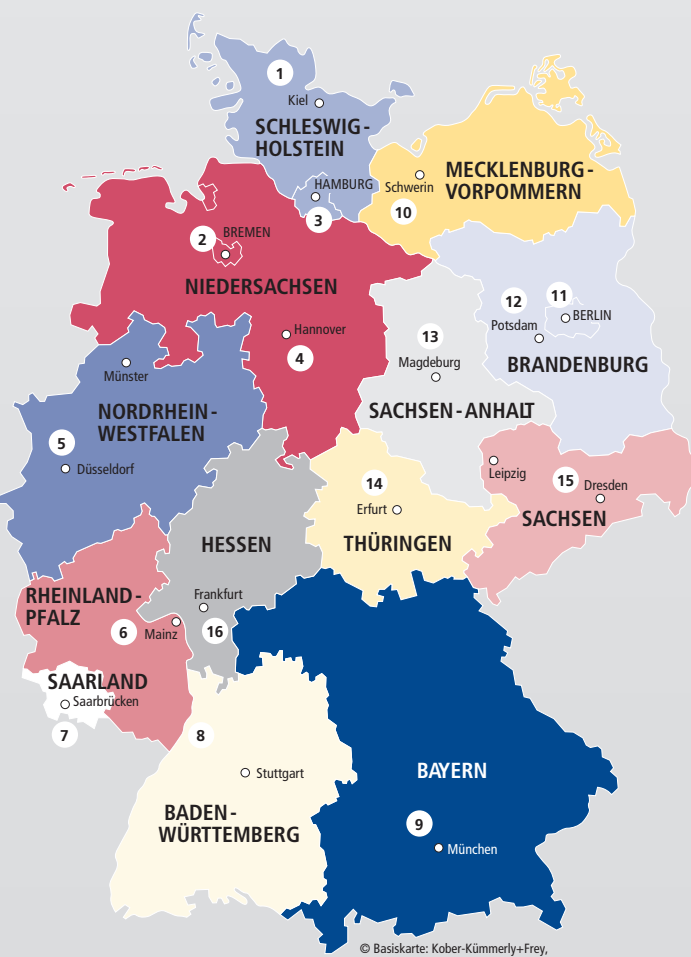 1
Kiel
SCHLESWIG-
HOLSTEIN
HAMBURG
3
MECKLENBURG-
VORPOMMERN
Schwerin
10
2
BREMEN
NIEDERSACHSEN
Hannover
4
11
12
BERLIN
Potsdam
BRANDENBURG
13
Magdeburg
SACHSEN-ANHALT
Münster
NORDRHEIN-
WESTFALEN
5
Düsseldorf
Leipzig
15
Dresden
SACHSEN
14
Erfurt
THÜRINGEN
HESSEN
Frankfurt
16
RHEINLAND-
PFALZ
6
Mainz
SAARLAND
Saarbrücken
7
8
Stuttgart
BADEN-
WÜRTTEMBERG
BAYERN
9
München
© Basiskarte: Kober-Kümmerly+Frey,